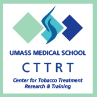 UMASS MEDICAL SCHOOL
CTTRT
Center for Tobacco Treatment
Research & Training